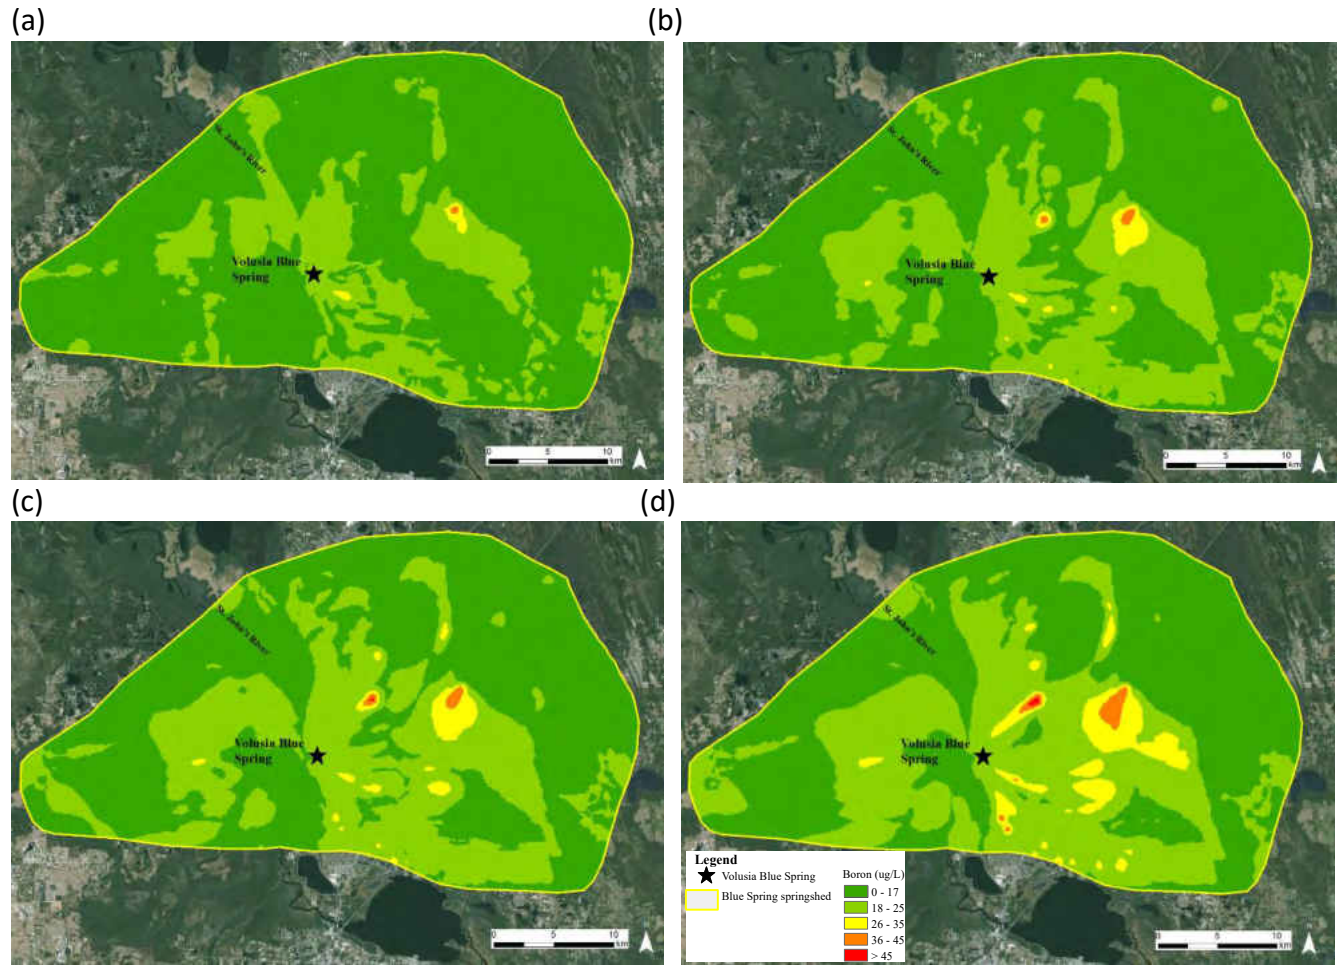 (a)
(b)
St. John's River
St. John's River
Volusia Blue
Spring
Volusia Blue
Spring
0 5 10
km
0 5 10
km
(c)
(d)
St. John's River
St. John's River
Volusia Blue
Spring
Volusia Blue
Spring
0 5 10
km
0 5 10
km
Legend
Volusia Blue Spring
Blue Spring springshed
Boron (ug/L)
0 - 17
18 - 25
26 - 35
36 - 45
> 45